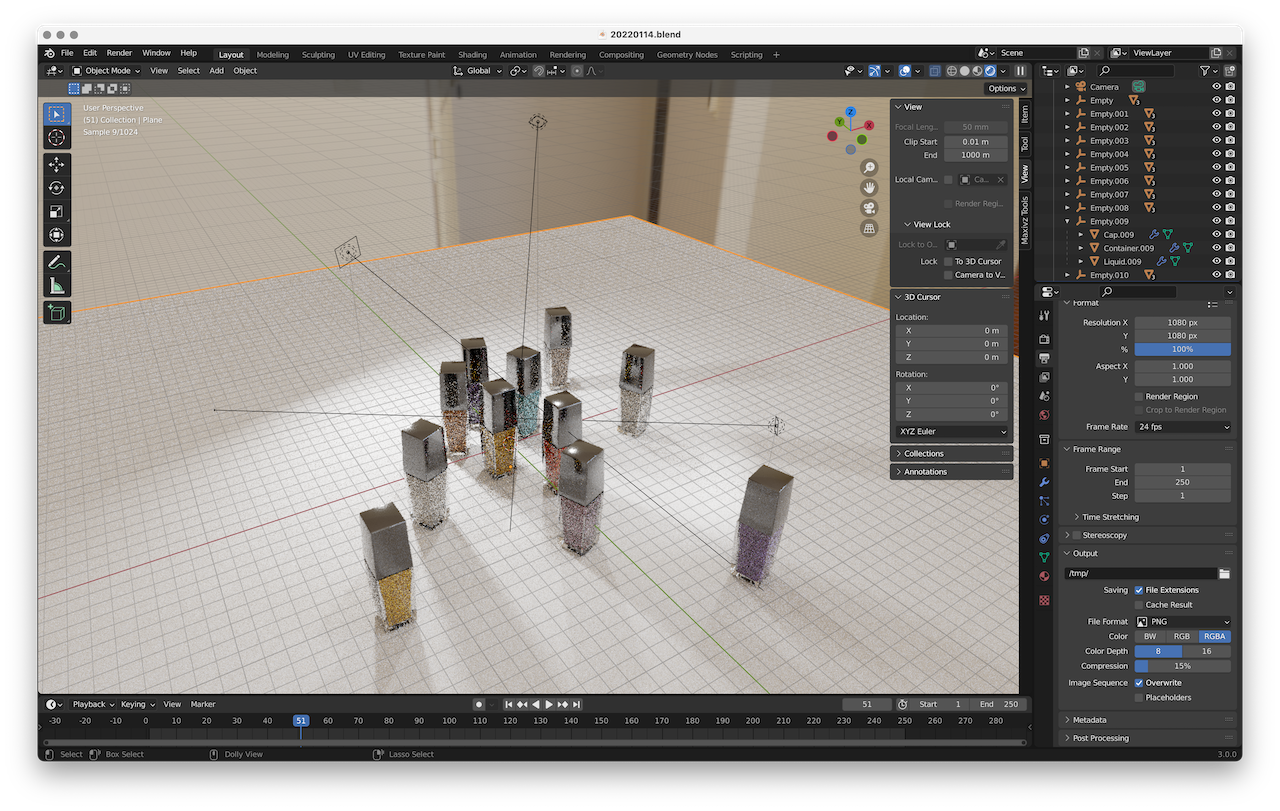 20220114.blend
File Edit Render Window Help Layout Modeling Sculpting UV Editing Texture Paint Shading Animation Rendering Compositing Geometry Nodes Scripting + Scene ViewLayer
Object Mode View Select Add Object Global
Options
User Perspective
(51) Collection | Plane
Sample 9/1024
Z
Y
X
View
Focal Leng... 50 mm
Clip Start 0.01 m
End 1000 m
Local Cam... Ca...
Render Regi...
View Lock
Lock to O...
Lock To 3D Cursor
Camera to V...
3D Cursor
Location:
X 0 m
Y 0 m
Z 0 m
Rotation:
X 0°
Y 0°
Z 0°
XYZ Euler
Collections
Annotations
Item
Tool
View
MaxIvz Tools
Camera
Empty 3
Empty.001 3
Empty.002 3
Empty.003 3
Empty.004 3
Empty.005 3
Empty.006 3
Empty.007 3
Empty.008 3
Empty.009
Cap.009
Container.009
Liquid.009
Empty.010 3
Format
Resolution X 1080 px
Y 1080 px
% 100%
Aspect X 1.000
Y 1.000
Render Region
Crop to Render Region
Frame Rate 24 fps
Frame Range
Frame Start 1
End 250
Step 1
Time Stretching
Stereoscopy
Output
/tmp/
Saving File Extensions
Cache Result
File Format PNG
Color BW RGB RGBA
Color Depth 8 16
Compression 15%
Image Sequence Overwrite
Placeholders
Metadata
Post Processing
Playback Keying View Marker 51 Start 1 End 250
-30 -20 -10 0 10 20 30 40 51 60 70 80 90 100 110 120 130 140 150 160 170 180 190 200 210 220 230 240 250 260 270 280
Select Box Select Dolly View Lasso Select 3.0.0